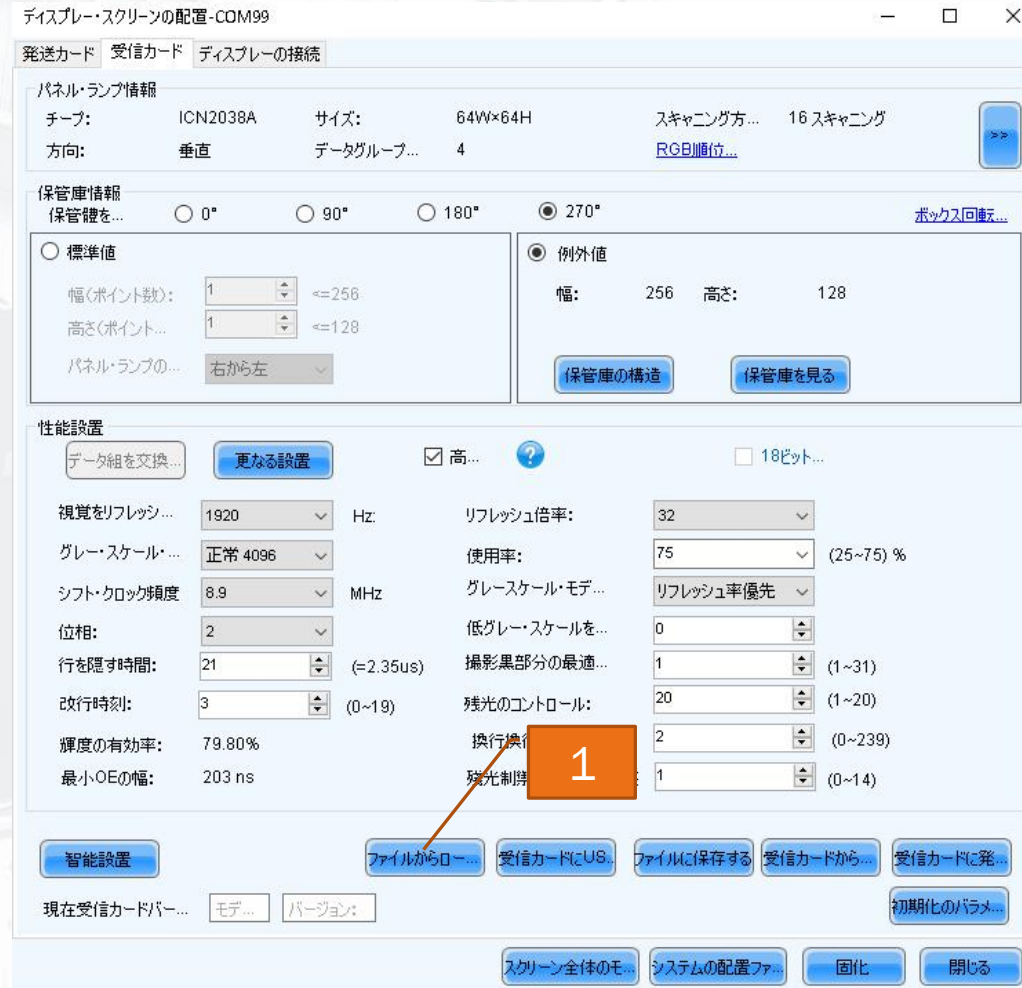 ディスプレー・スクリーンの配置-COM99
発送カード 受信カード ディスプレーの接続
パネル・ランプ情報
チープ: ICN2038A サイズ: 64W×64H スキャニング方... 16 スキャニング
方向: 垂直 データグループ... 4 RGB順位...
>>
保管庫情報
保管體を... 0° 90° 180° 270° ボックス回転...
標準値 例外値
幅(ポイント数): 1 <=256 幅: 256 高さ: 128
高さ(ポイント... 1 <=128
パネル・ランプの... 右から左 保管庫の構造 保管庫を見る
性能設置
データ組を交換... 更なる設置 高... ? 18ビット...
視覚をリフレッシ... 1920 Hz: リフレッシュ倍率: 32
グレー・スケール・... 正常 4096 使用率: 75 (25~75) %
シフト・クロック頻度 8.9 MHz グレースケール・モデ... リフレッシュ率優先
位相: 2 低グレー・スケールを... 0
行を隠す時間: 21 (=2.35us) 撮影黒部分の最適... 1 (1~31)
改行時刻: 3 (0~19) 残光のコントロール: 20 (1~20)
輝度の有効率: 79.80% 換行換 2 (0~239)
1
最小OEの幅: 203 ns 残光制 1 (0~14)
智能設置 ファイルからロー... 受信カードにUS.. ファイルに保存する 受信カードから... 受信カードに発...
現在受信カードバー... モデ... バージョン: 初期化のパラメ...
スクリーン全体のモ... システムの配置ファ... 固化 閉じる